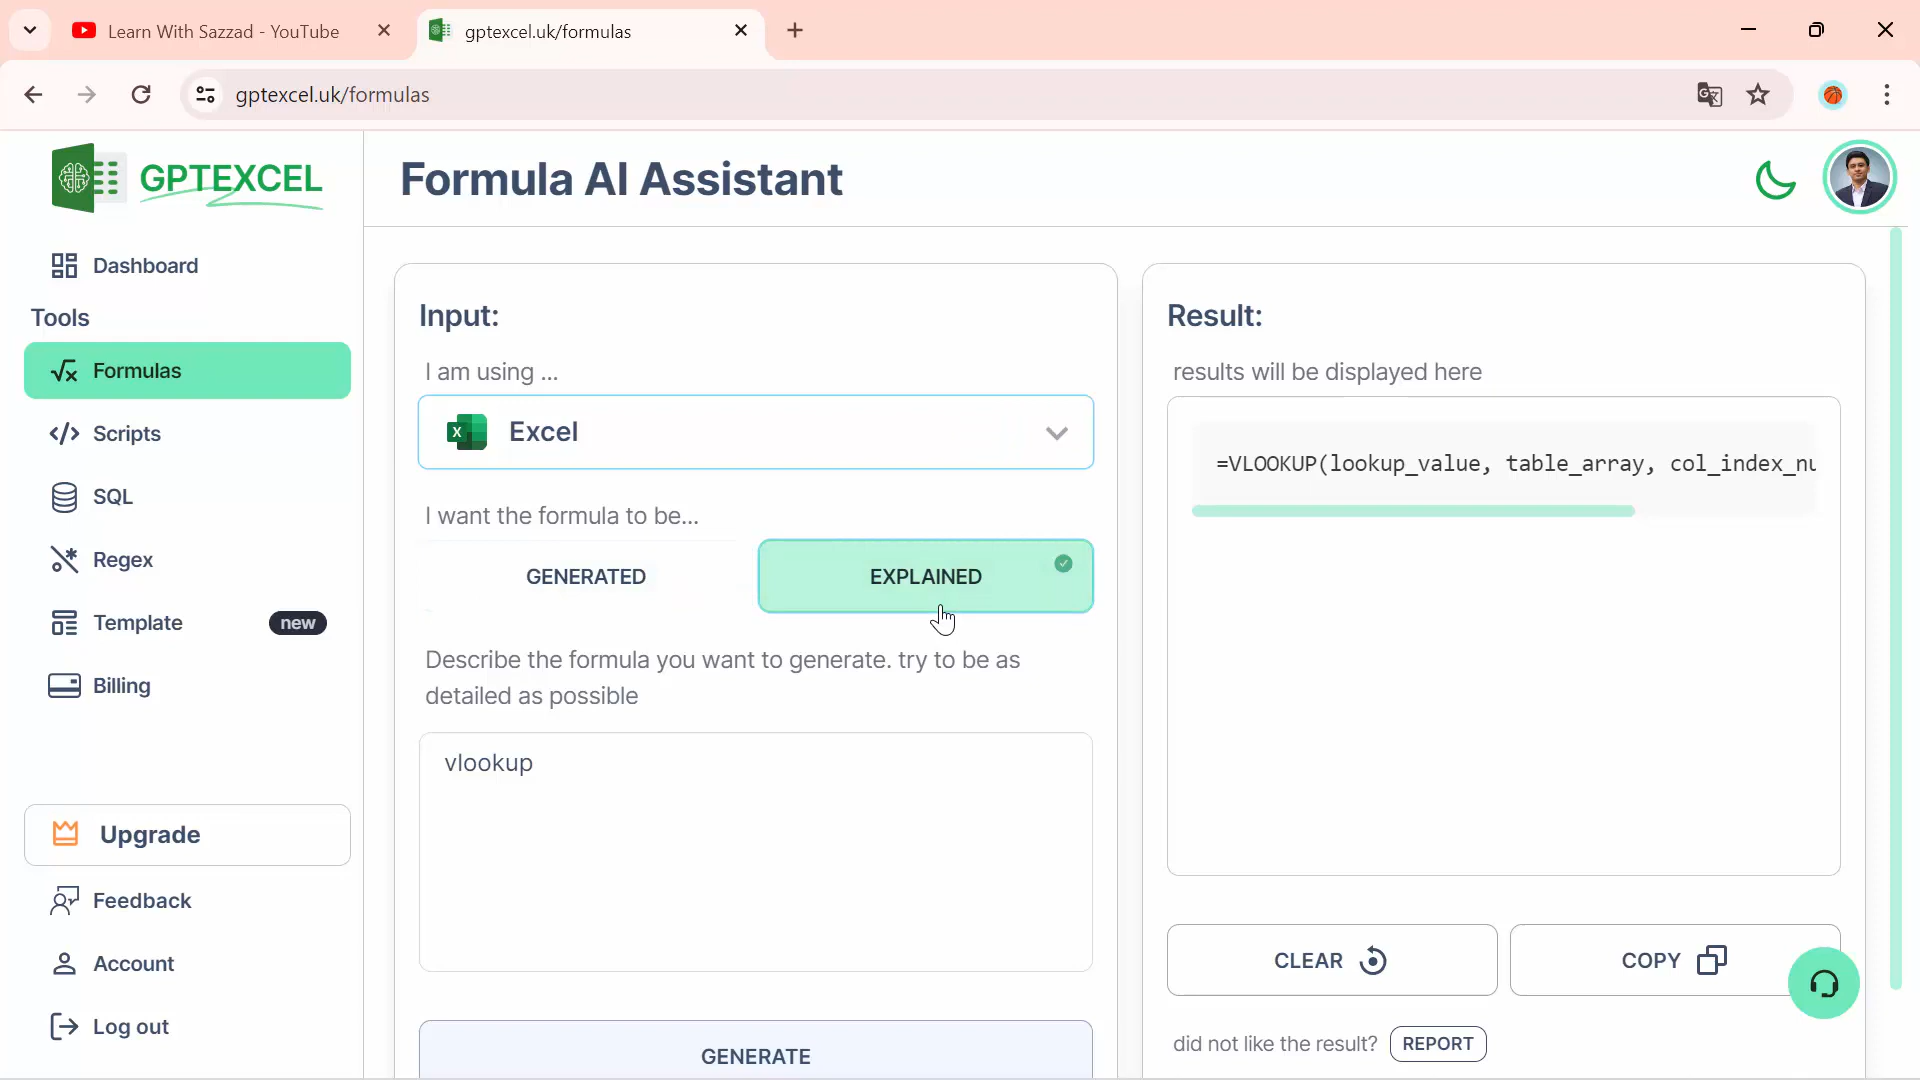 Learn With Sazzad - YouTube
gptexcel.uk/formulas
gptexcel.uk/formulas
GPTEXCEL
Formula AI Assistant
Dashboard
Tools
Formulas
Scripts
SQL
Regex
Template
new
Billing
Upgrade
Feedback
Account
Log out
Input:
I am using ...
Excel
I want the formula to be...
GENERATED
EXPLAINED
Describe the formula you want to generate. try to be as
detailed as possible
vlookup
GENERATE
Result:
results will be displayed here
=VLOOKUP(lookup_value, table_array, col_index_nu
CLEAR
COPY
did not like the result?
REPORT